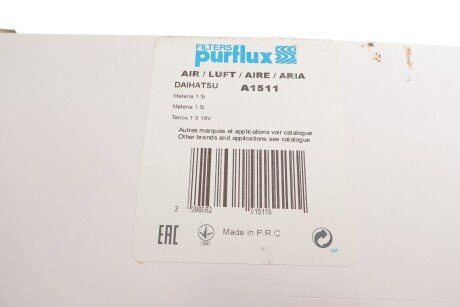 FILTERS
purflux
AIR / LUFT / AIRE / ARIA
DAIHATSU A1511
Materia 1.3i
Materia 1.5i
Terios 1.5 16V
Autres marques et applications voir catalogue
Other brands and applications see catalogue
3 286062 015115
EAC Made in P.R.C